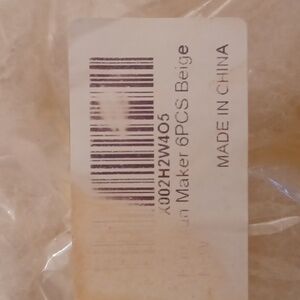 X002H2W4O5
Maker 6PCS Beige
MADE IN CHINA